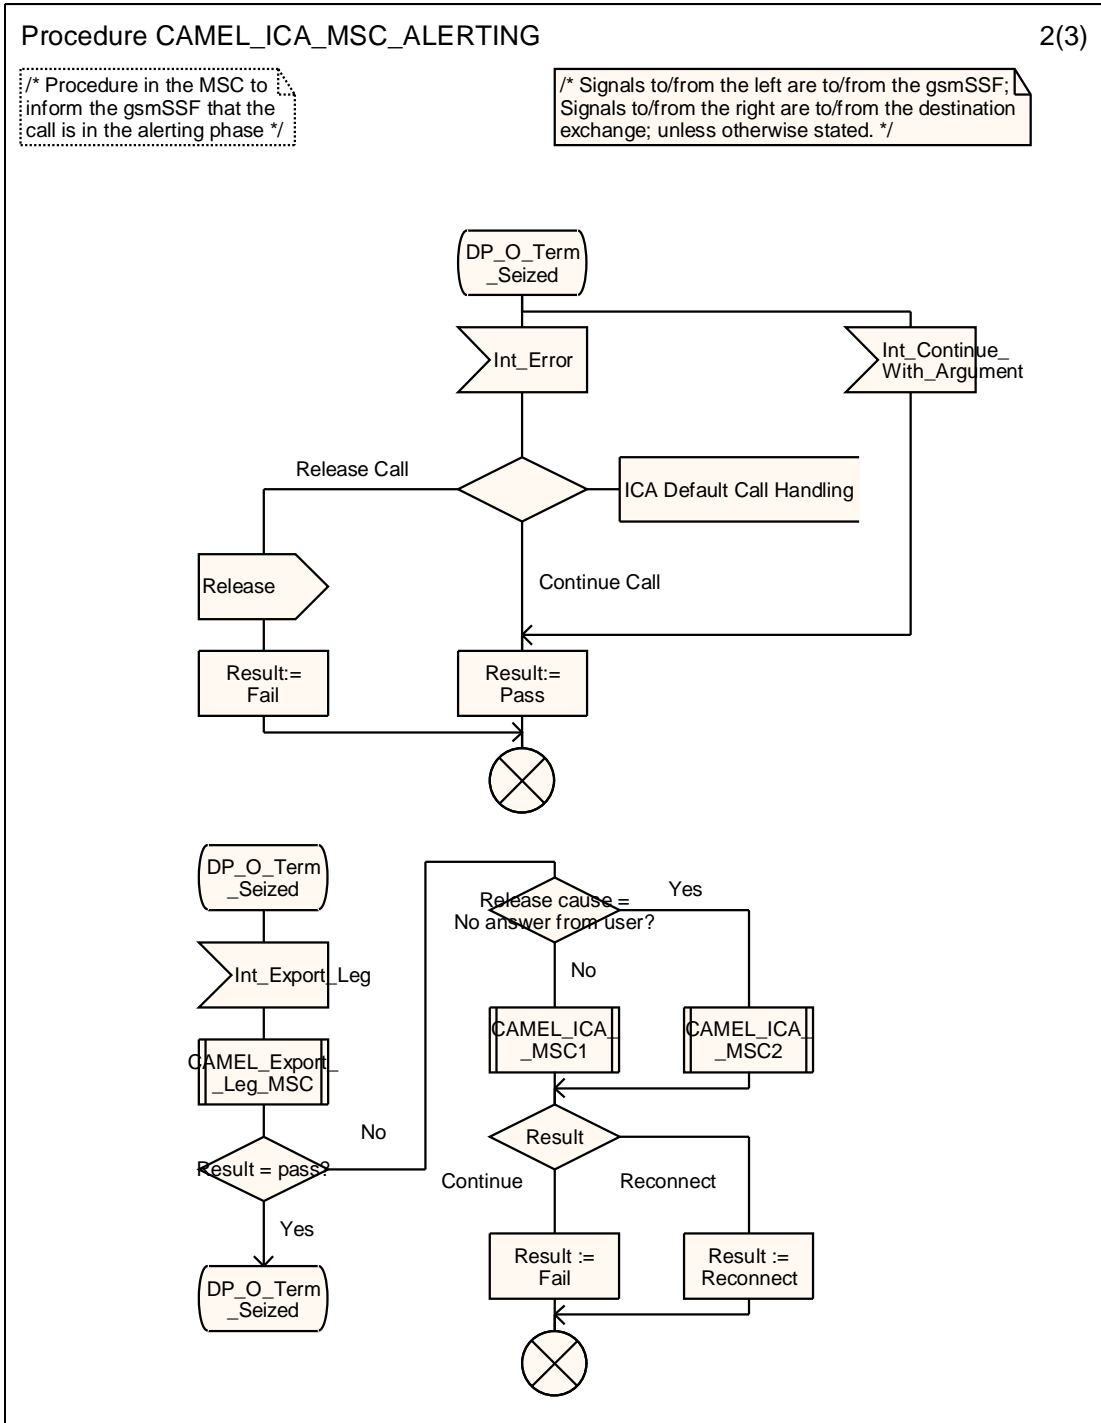 Procedure CAMEL_ICA_MSC_ALERTING
2(3)
/* Procedure in the MSC to
inform the gsmSSF that the
call is in the alerting phase */
/* Signals to/from the left are to/from the gsmSSF;
Signals to/from the right are to/from the destination
exchange; unless otherwise stated. */
DP_O_Term
_Seized
Int_Error
Int_Continue_
With_Argument
Release Call
ICA Default Call Handling
Release
Continue Call
Result:=
Fail
Result:=
Pass
DP_O_Term
_Seized
Int_Export_Leg
CAMEL_Export_
_Leg_MSC
Result = pass?
No
Yes
DP_O_Term
_Seized
Release cause =
No answer from user?
Yes
No
CAMEL_ICA_
_MSC1
CAMEL_ICA_
_MSC2
Result
Continue
Reconnect
Result :=
Fail
Result :=
Reconnect